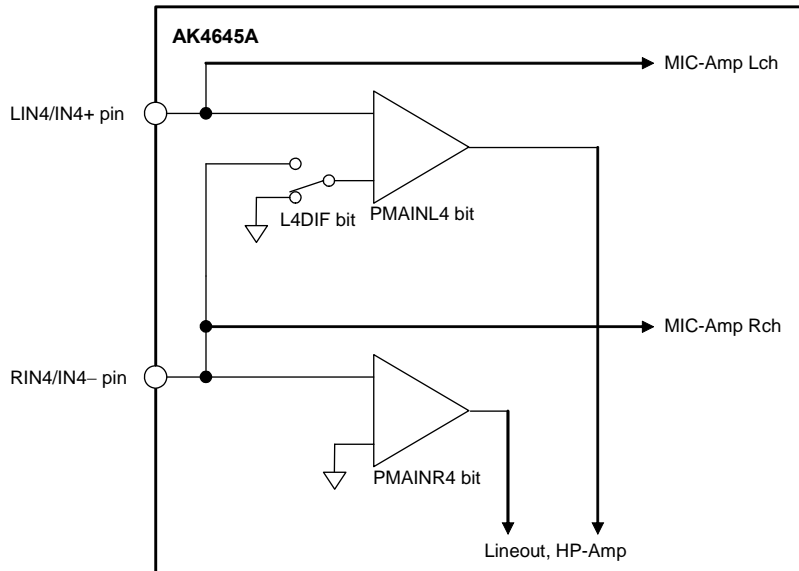 AK4645A
MIC-Amp Lch
LIN4/IN4+ pin
L4DIF bit
PMAINL4 bit
MIC-Amp Rch
RIN4/IN4− pin
PMAINR4 bit
Lineout, HP-Amp